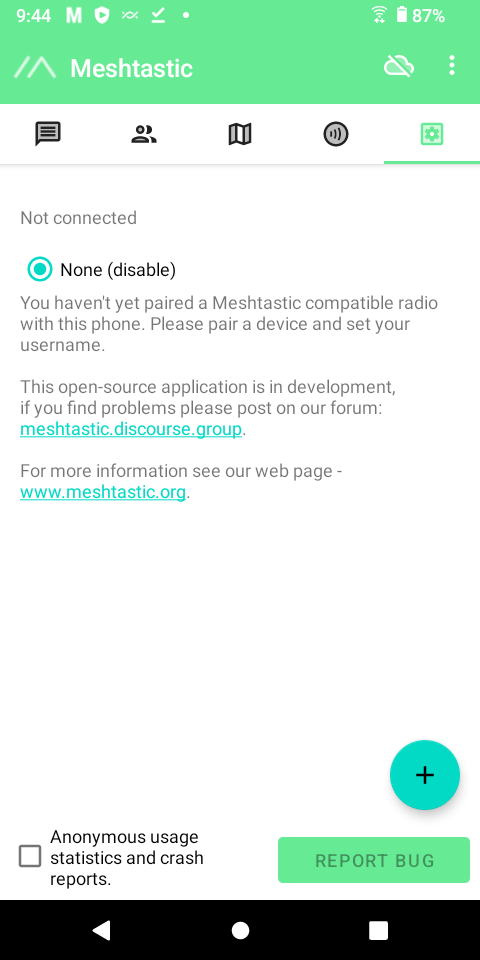 9:44
87%
Meshtastic
Not connected
None (disable)
You haven't yet paired a Meshtastic compatible radio
with this phone. Please pair a device and set your
username.
This open-source application is in development,
if you find problems please post on our forum:
meshtastic.discourse.group.
For more information see our web page -
www.meshtastic.org.
Anonymous usage
statistics and crash
reports.
REPORT BUG